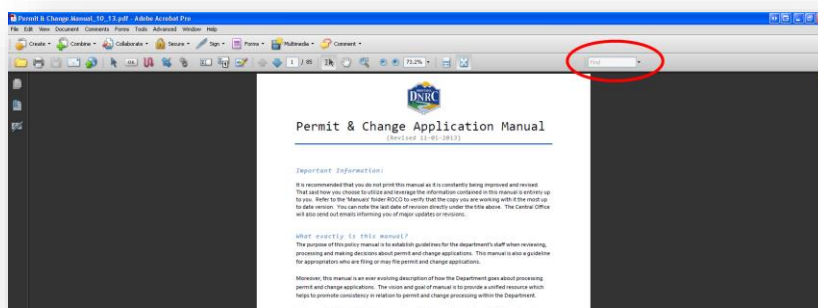 Permit & Change Manual_10_13.pdf - Adobe Acrobat Pro
File Edit View Document Comments Forms Tools Advanced Window Help
Create Combine Collaborate Secure Sign Forms Multimedia Comment
1 / 85 72.2% Find
DNRC
Permit & Change Application Manual
(Revised 11-01-2013)
Important Information:
It is recommended that you do not print this manual as it is constantly being improved and revised.
That said how you choose to utilize and leverage the information contained in this manual is entirely up
to you. Refer to the 'Manuals' folder ROCO to verify that the copy you are working with it the most up
to date version. You can note the last date of revision directly under the title above. The Central Office
will also send out emails informing you of major updates or revisions.
What exactly is this manual?
The purpose of this policy manual is to establish guidelines for the department's staff when reviewing,
processing and making decisions about permit and change applications. This manual is also a guideline
for appropriators who are filing or may file permit and change applications.
Moreover, this manual is an ever evolving description of how the Department goes about processing
permit and change applications. The vision and goal of manual is to provide a unified resource which
helps to promote consistency in relation to permit and change processing within the Department.